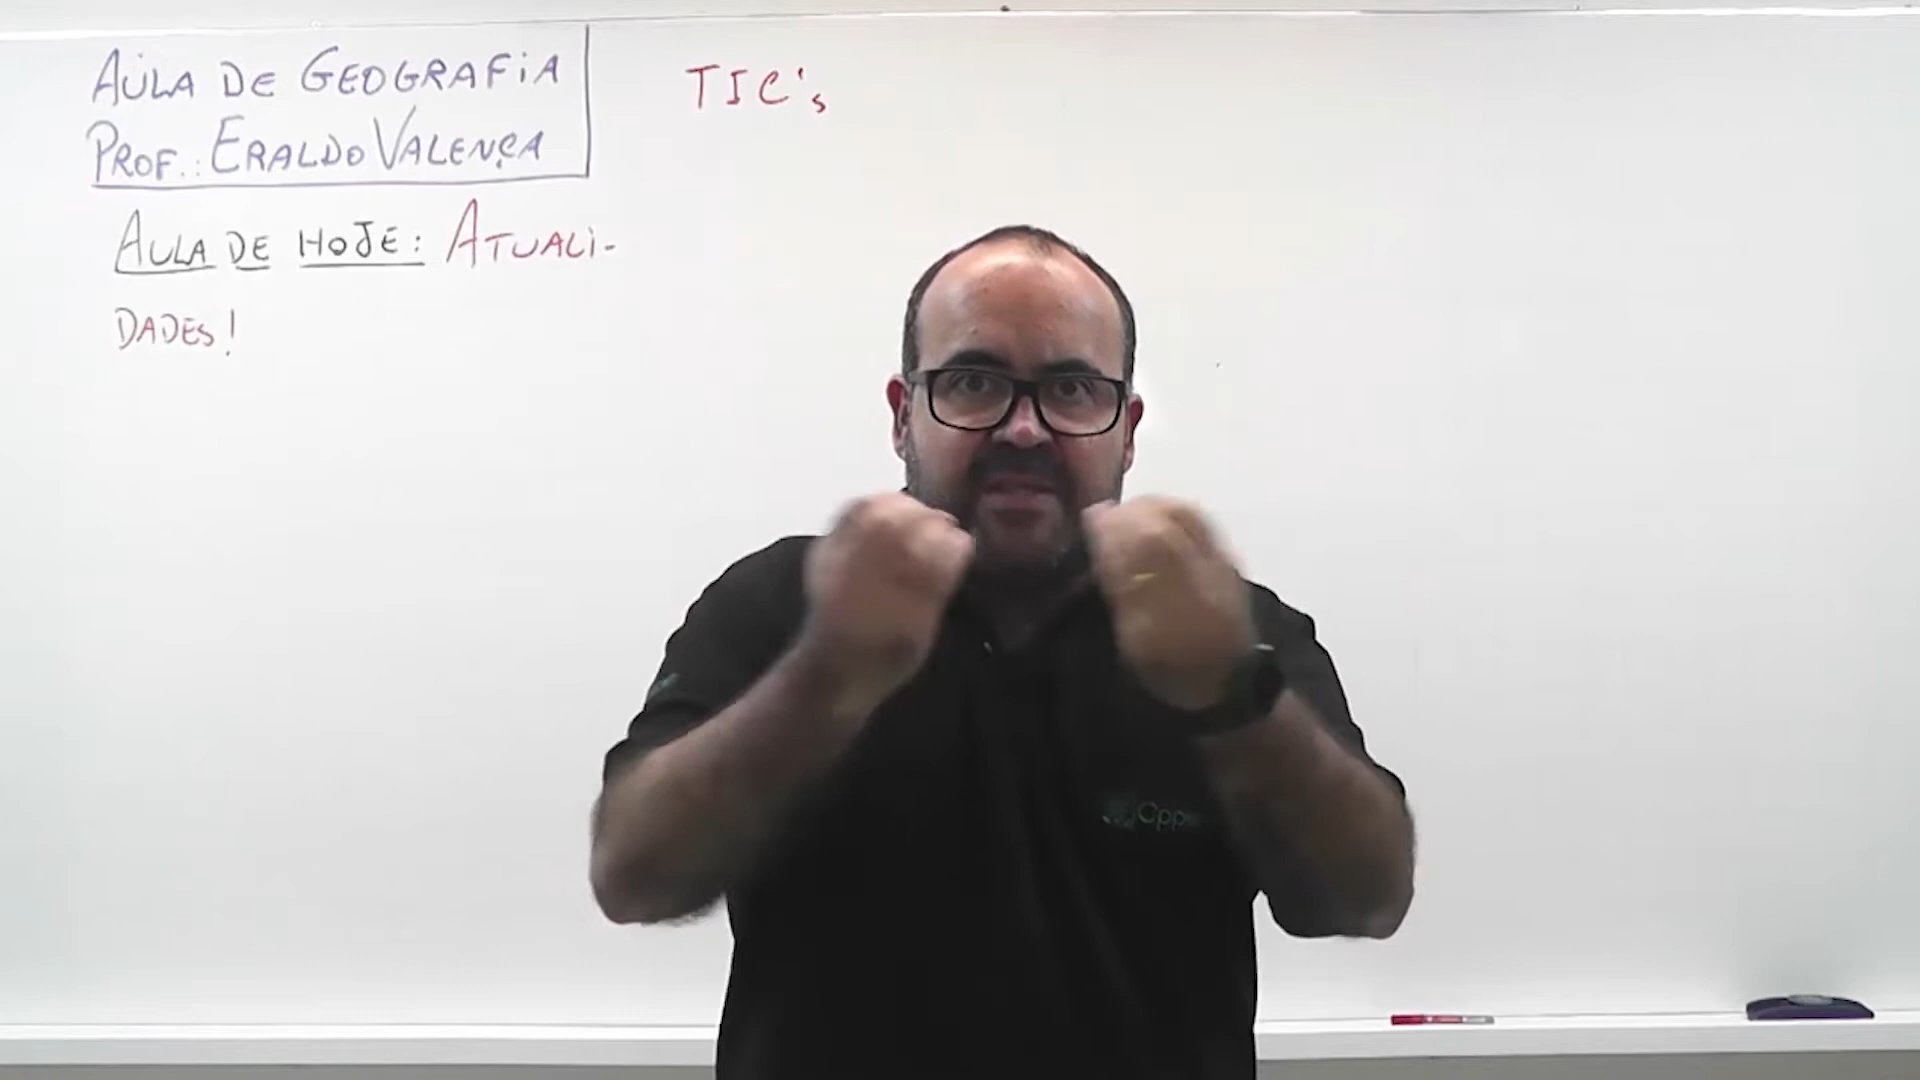 AULA DE GEOGRAFiA
PROF.: ERALDO VALENÇA
AULA DE HOJE: ATUALi-
DADES!
TIC's